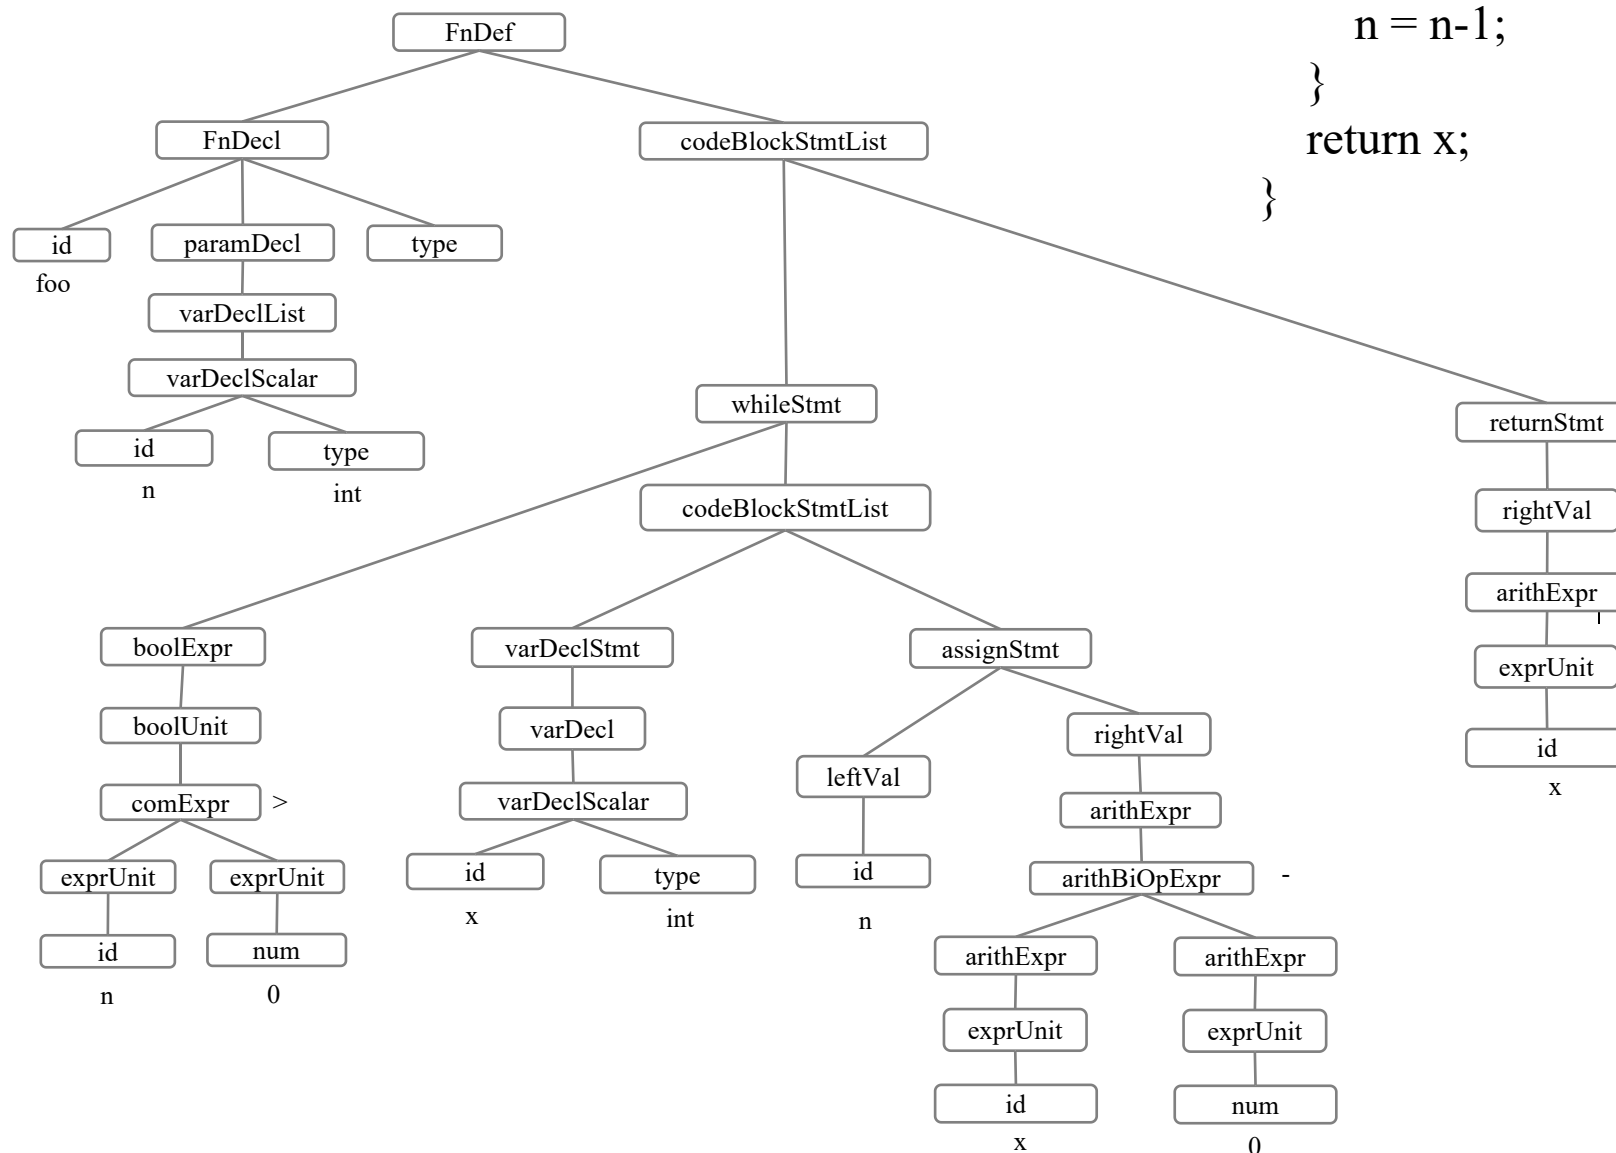 FnDef
n = n-1;
}
return x;
}
FnDecl
codeBlockStmtList
id
paramDecl
type
foo
varDeclList
varDeclScalar
id
type
n
int
whileStmt
returnStmt
codeBlockStmtList
rightVal
arithExpr
exprUnit
id
x
boolExpr
varDeclStmt
assignStmt
boolUnit
varDecl
leftVal
rightVal
comExpr >
varDeclScalar
arithExpr
exprUnit
exprUnit
id
type
id
arithBiOpExpr -
x
int
n
id
num
arithExpr
arithExpr
n
0
exprUnit
exprUnit
id
num
x
0